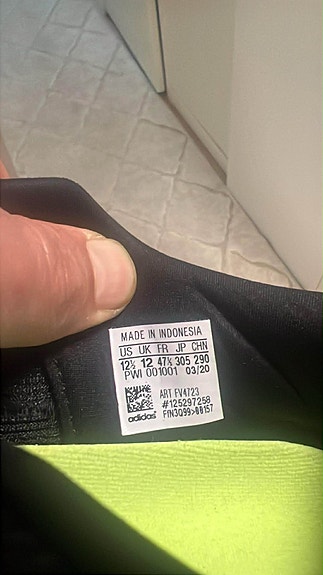 MADE IN INDONESIA
US UK FR JP CHN
12½ 12 47⅓ 305 290
PWI 001001 03/20
ART FV4723
#125297258
adidas FIN3099>00157